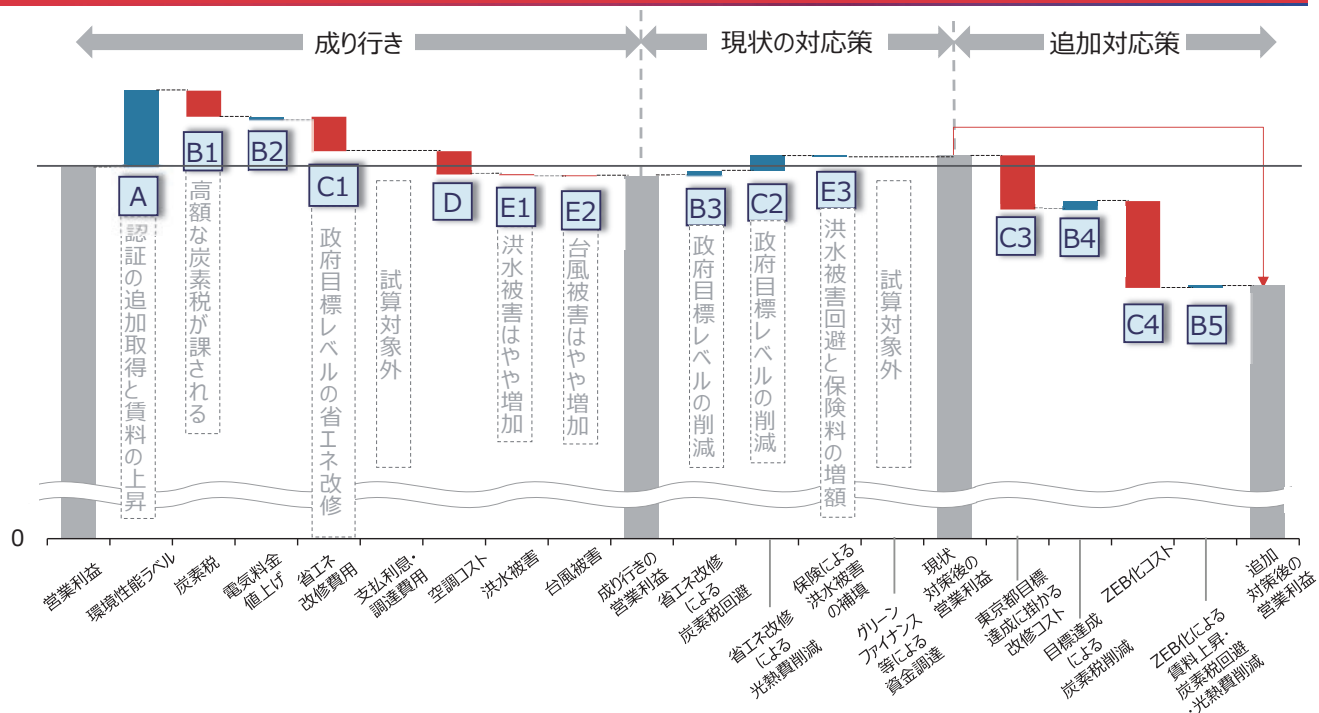 成り行き
現状の対応策
追加対応策
A
認証の追加取得と賃料の上昇
B1
高額な炭素税が課される
B2
C1
政府目標レベルの省エネ改修
試算対象外
D
E1
洪水被害はやや増加
E2
台風被害はやや増加
B3
政府目標レベルの削減
C2
政府目標レベルの削減
E3
洪水被害回避と保険料の増額
試算対象外
C3
B4
C4
B5
0
営業利益
環境性能ラベル
炭素税
電気料金
値上げ
省エネ
改修費用
支払利息・
調達費用
空調コスト
洪水被害
台風被害
成り行きの
営業利益
省エネ改修
による
炭素税回避
省エネ改修
による
光熱費削減
保険による
洪水被害
の補填
グリーン
ファイナンス
等による
資金調達
現状
対策後の
営業利益
東京都目標
達成に掛かる
改修コスト
目標達成
による
炭素税削減
ZEB化コスト
ZEB化による
賃料上昇・
炭素税回避
・光熱費削減
追加
対策後の
営業利益